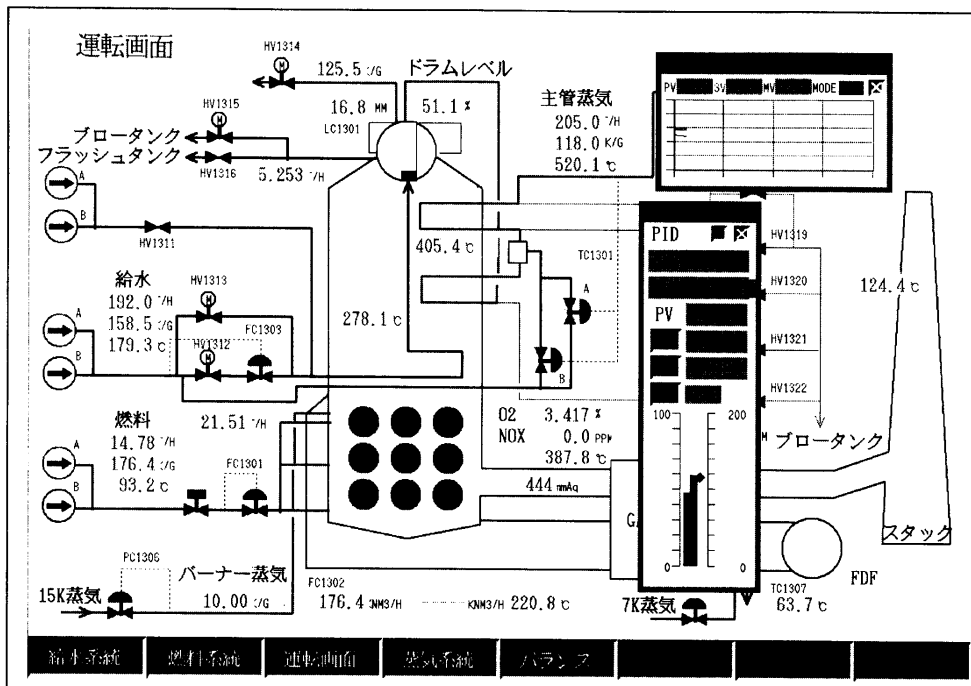 運転画面
HV1314
125.5 K/G
ドラムレベル
16.8 MM
51.1 %
LC1301
HV1315
ブロータンク
フラッシュタンク
HV1316
5.253 T/H
主管蒸気
205.0 T/H
118.0 K/G
520.1 ℃
PV
SV
MV
MODE
A
B
HV1311
給水
192.0 T/H
158.5 K/G
179.3 ℃
HV1313
FC1303
HV1312
A
B
278.1 ℃
405.4 ℃
TC1301
A
B
PID
PV
100
200
0
0
HV1319
HV1320
HV1321
HV1322
M
ブロータンク
124.4 ℃
燃料
14.78 T/H
176.4 K/G
93.2 ℃
21.51 T/H
FC1301
A
B
O2 3.417 %
NOX 0.0 PPM
387.8 ℃
444 mmAq
スタック
FDF
PC1306
15K蒸気
バーナー蒸気
10.00 K/G
FC1302
176.4 KNM3/H
KNM3/H 220.8 ℃
7K蒸気
TC1307
63.7 ℃
給水系統 燃料系統 運転画面 蒸気系統 バランス